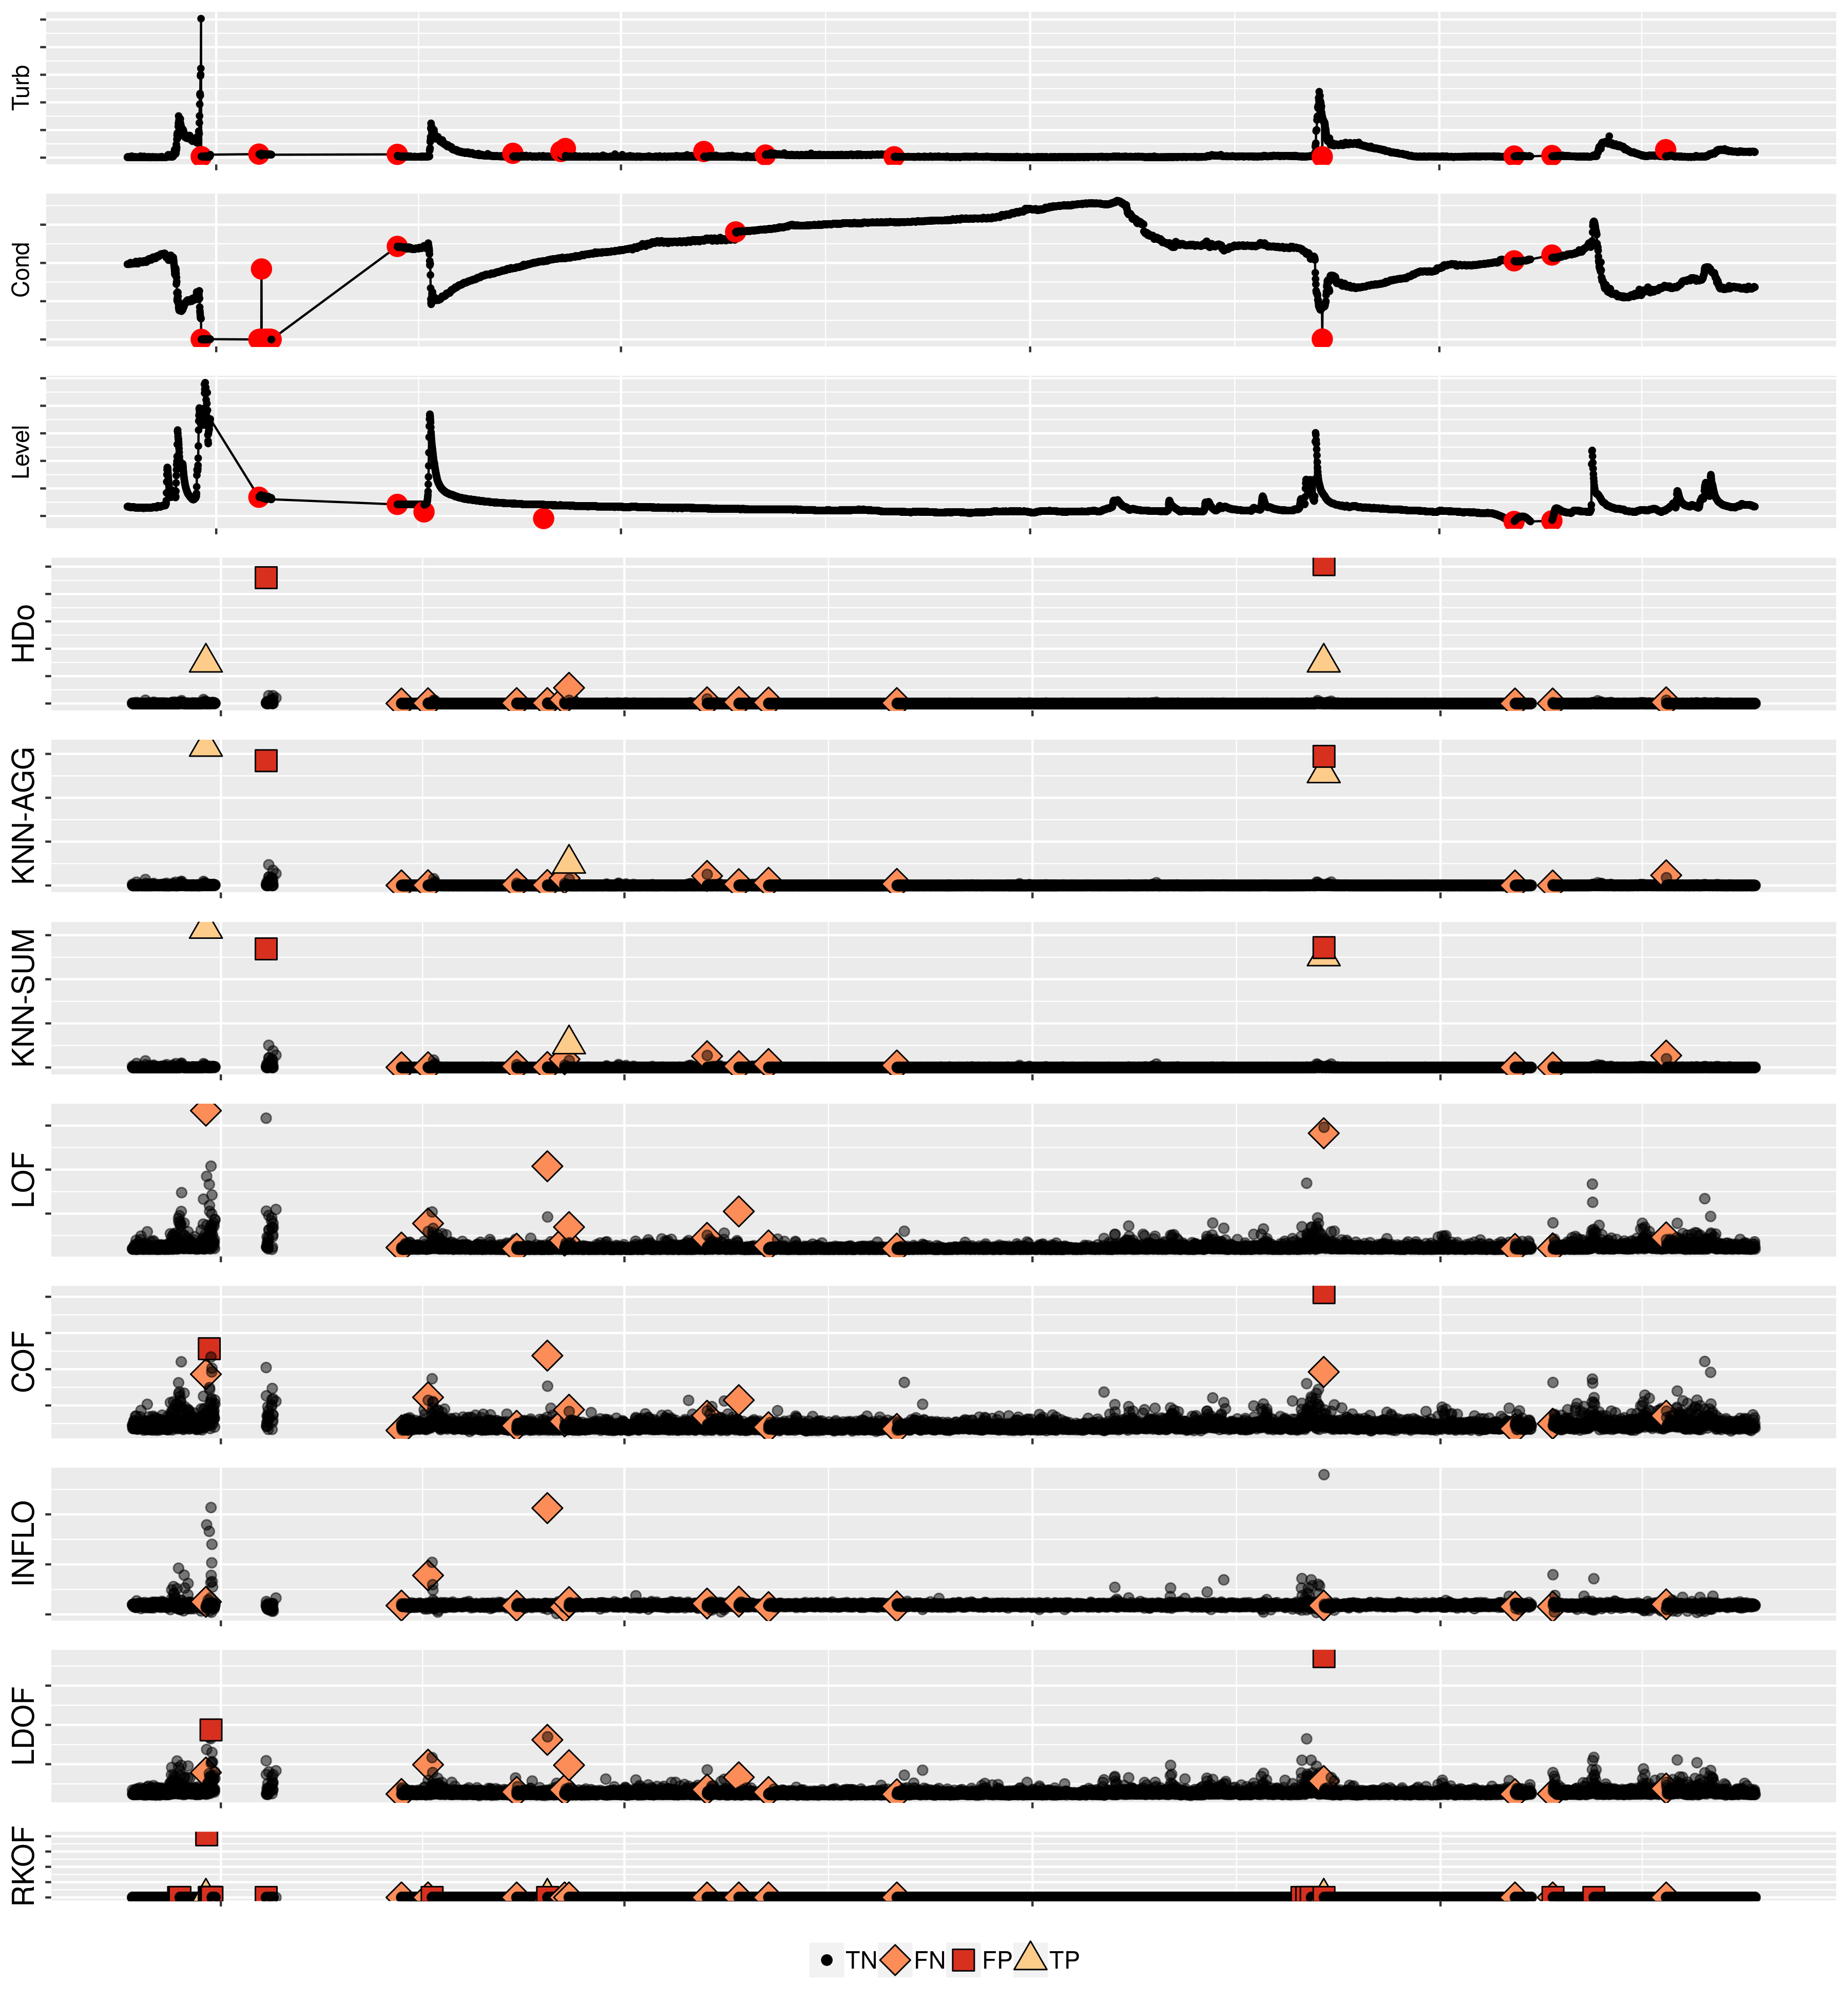 Turb
Cond
Level
HDo
KNN-AGG
KNN-SUM
LOF
COF
INFLO
LDOF
RKOF
TN FN FP TP